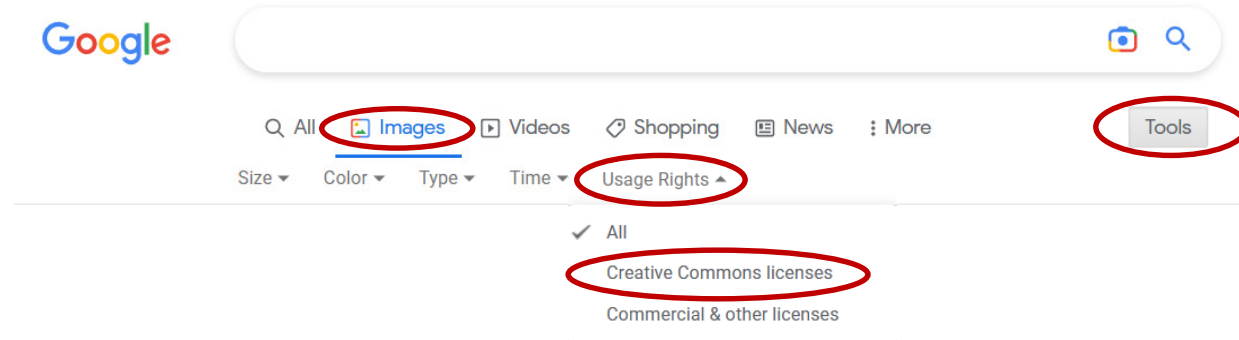 Google
All Images Videos Shopping News More Tools
Size Color Type Time Usage Rights
All
Creative Commons licenses
Commercial & other licenses